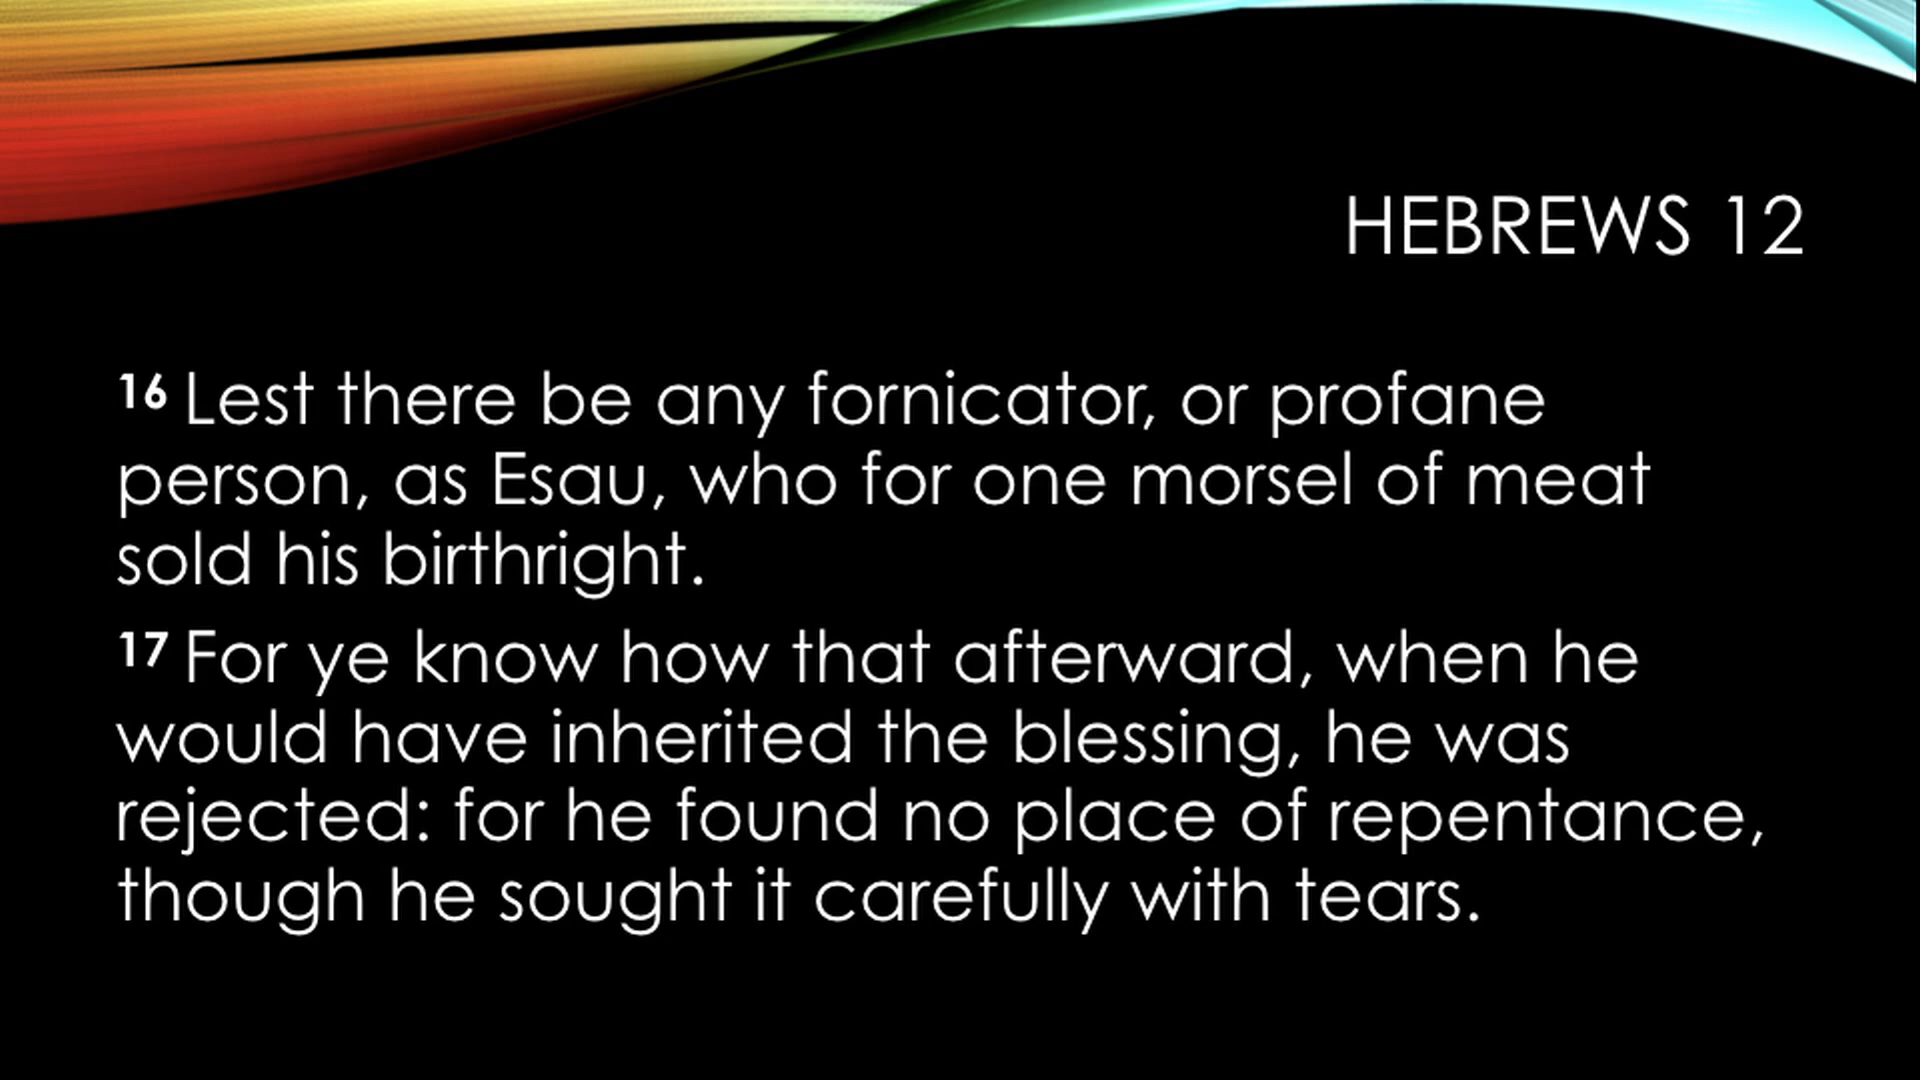 HEBREWS 12
16 Lest there be any fornicator, or profane
person, as Esau, who for one morsel of meat
sold his birthright.
17 For ye know how that afterward, when he
would have inherited the blessing, he was
rejected: for he found no place of repentance,
though he sought it carefully with tears.